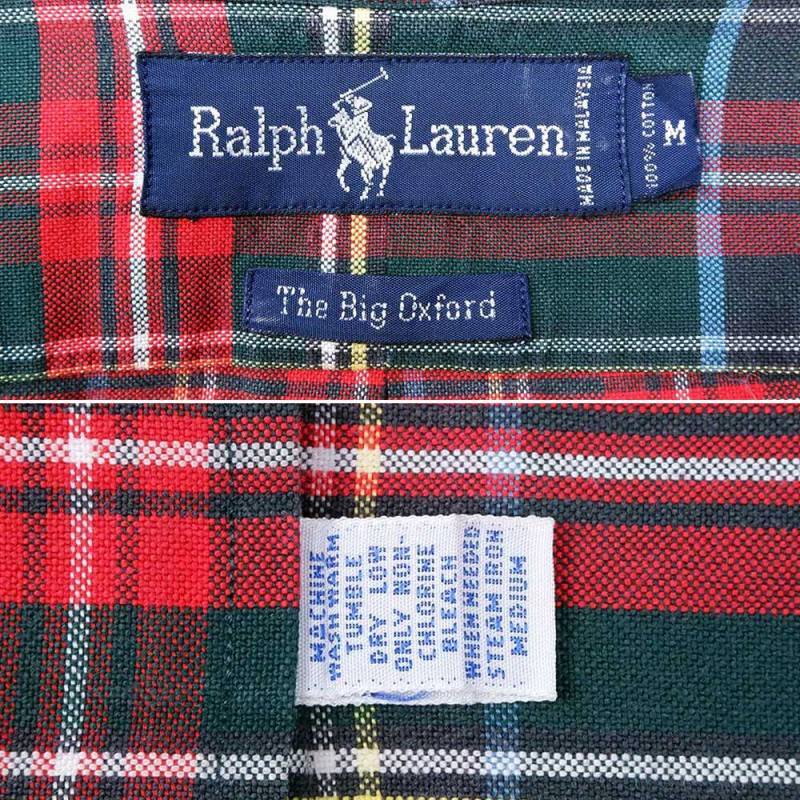 Ralph Lauren
MADE IN MALAYSIA
100% COTTON
M
The Big Oxford
MACHINE
WASH WARM
TUMBLE
DRY LOW
ONLY NON-
CHLORINE
BLEACH
WHEN NEEDED
STEAM IRON
MEDIUM